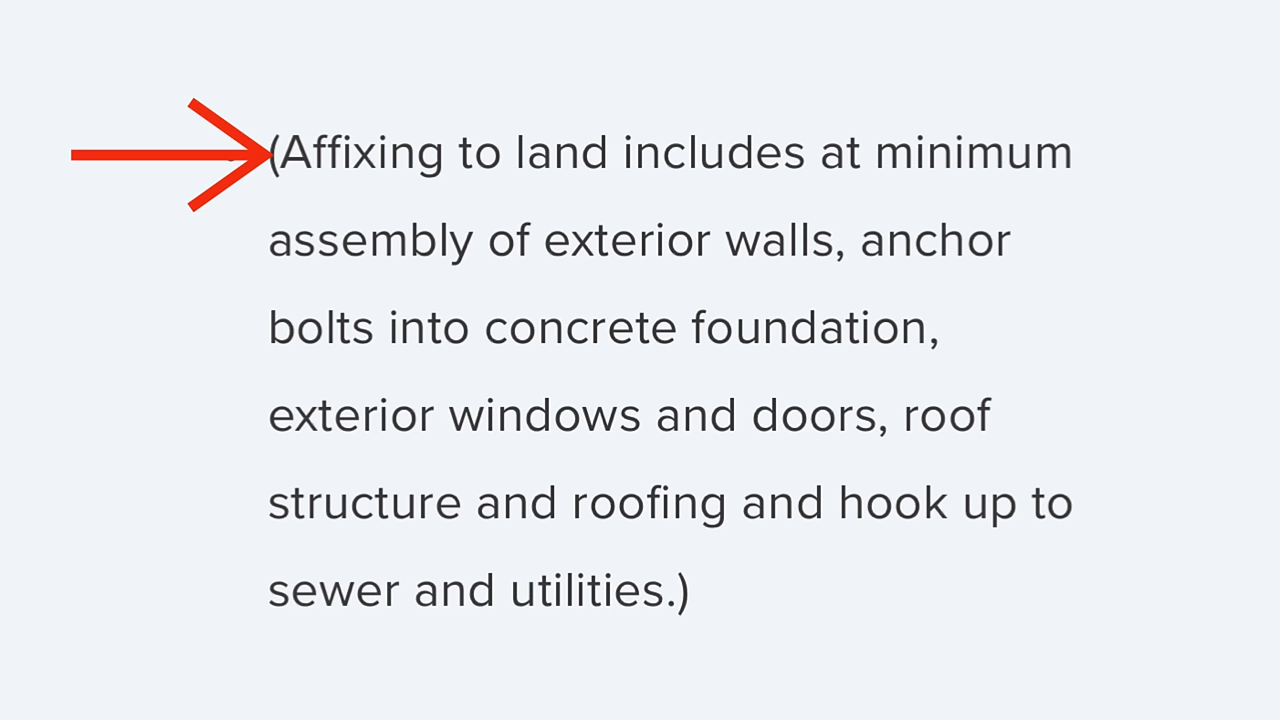 (Affixing to land includes at minimum
assembly of exterior walls, anchor
bolts into concrete foundation,
exterior windows and doors, roof
structure and roofing and hook up to
sewer and utilities.)